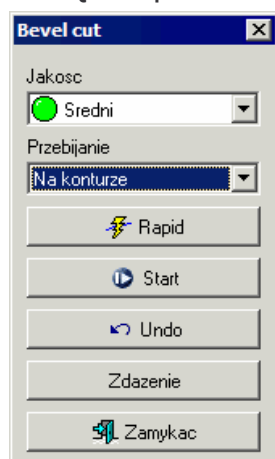 Bevel cut
Jakosc
Sredni
Przebijanie
Na konturze
Rapid
Start
Undo
Zdazenie
Zamykac